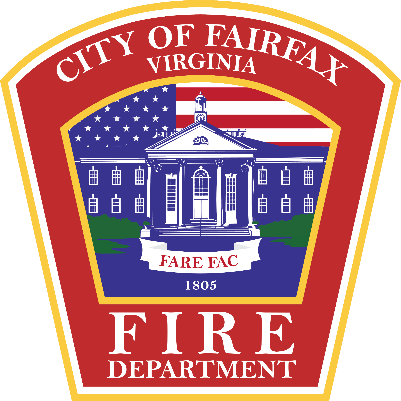 CITY OF FAIRFAX
VIRGINIA
FARE FAC
1805
FIRE
DEPARTMENT